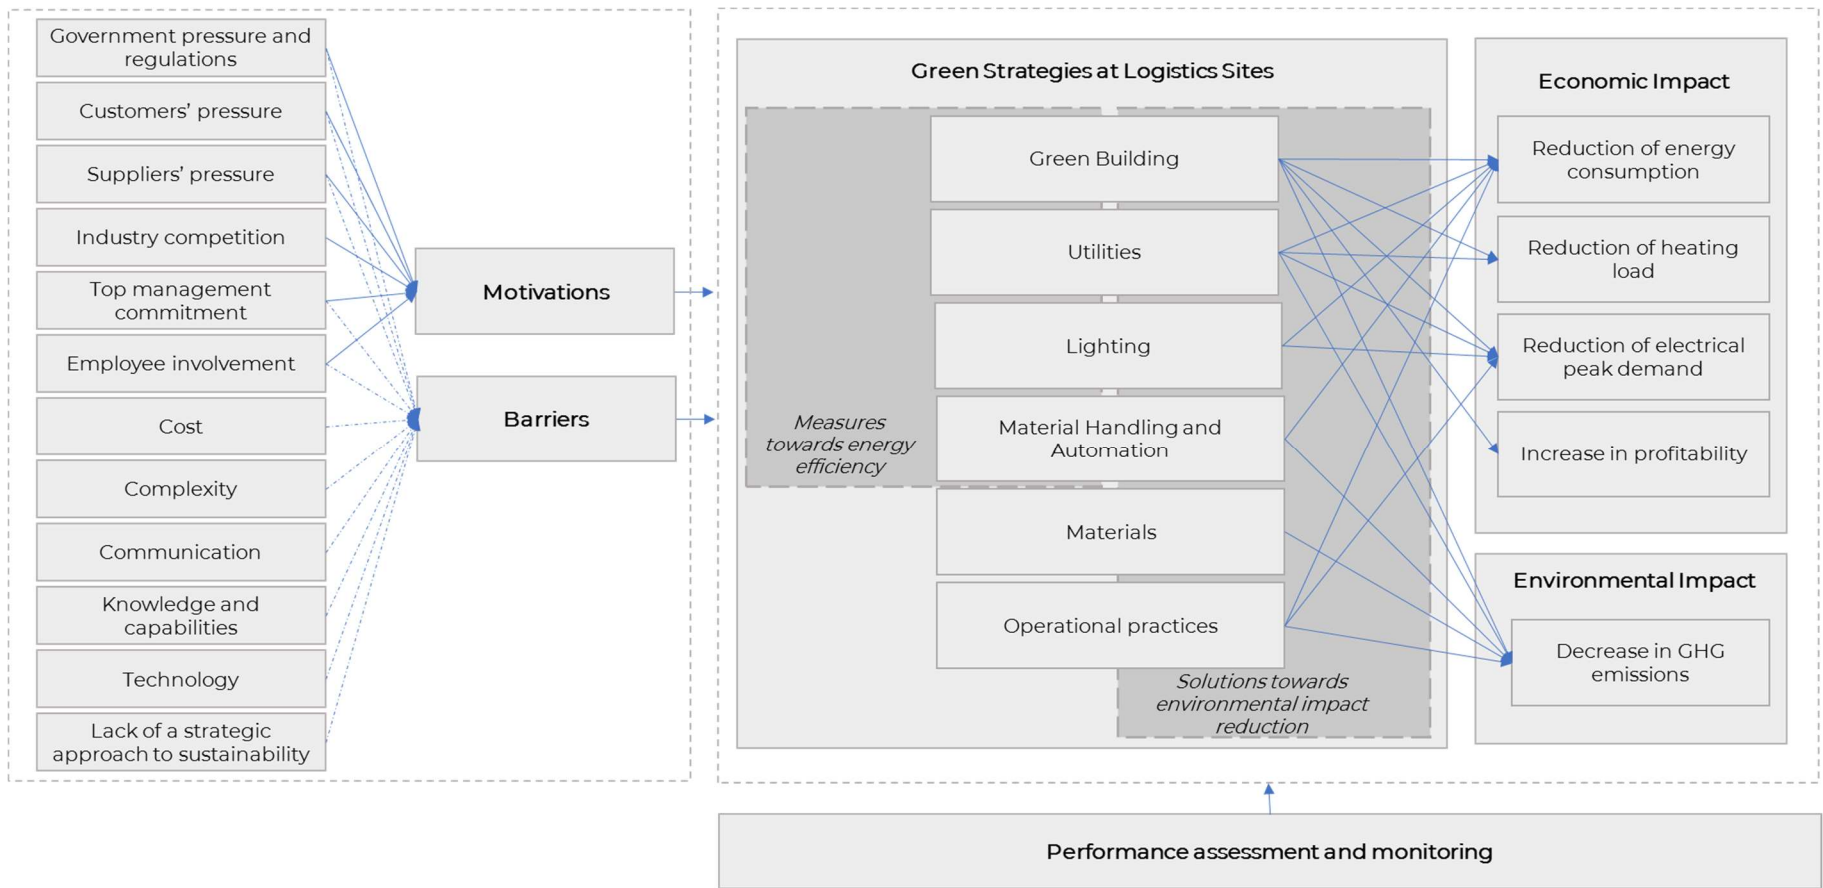 Government pressure and
regulations
Customers’ pressure
Suppliers’ pressure
Industry competition
Top management
commitment
Employee involvement
Cost
Complexity
Communication
Knowledge and
capabilities
Technology
Lack of a strategic
approach to sustainability
Motivations
Barriers
Green Strategies at Logistics Sites
Green Building
Utilities
Lighting
Material Handling and
Automation
Materials
Operational practices
Measures
towards energy
efficiency
Solutions towards
environmental impact
reduction
Economic Impact
Reduction of energy
consumption
Reduction of heating
load
Reduction of electrical
peak demand
Increase in profitability
Environmental Impact
Decrease in GHG
emissions
Performance assessment and monitoring